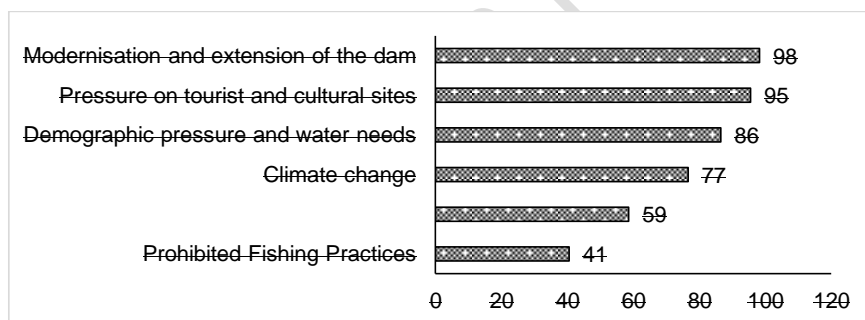 Modernisation and extension of the dam 98
Pressure on tourist and cultural sites 95
Demographic pressure and water needs 86
Climate change 77
59
Prohibited Fishing Practices 41
0 20 40 60 80 100 120